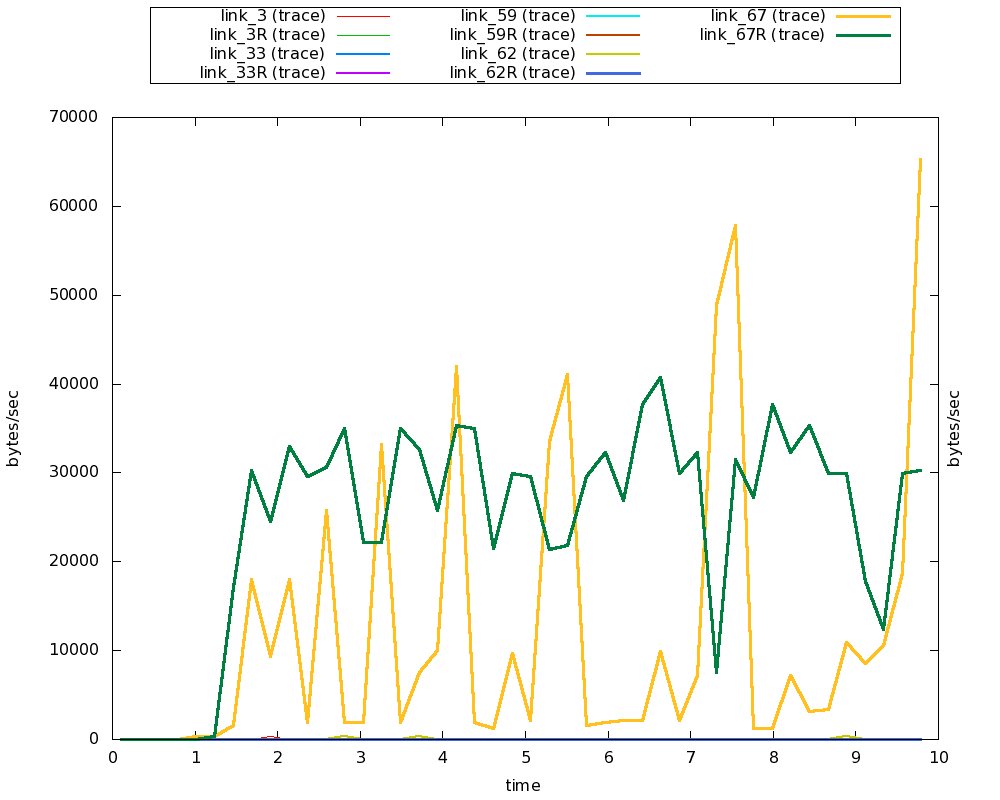 link_3 (trace) link_59 (trace) link_67 (trace)
link_3R (trace) link_59R (trace) link_67R (trace)
link_33 (trace) link_62 (trace)
link_33R (trace) link_62R (trace)
70000
60000
50000
40000
30000
20000
10000
0
bytes/sec
bytes/sec
0 1 2 3 4 5 6 7 8 9 10
time